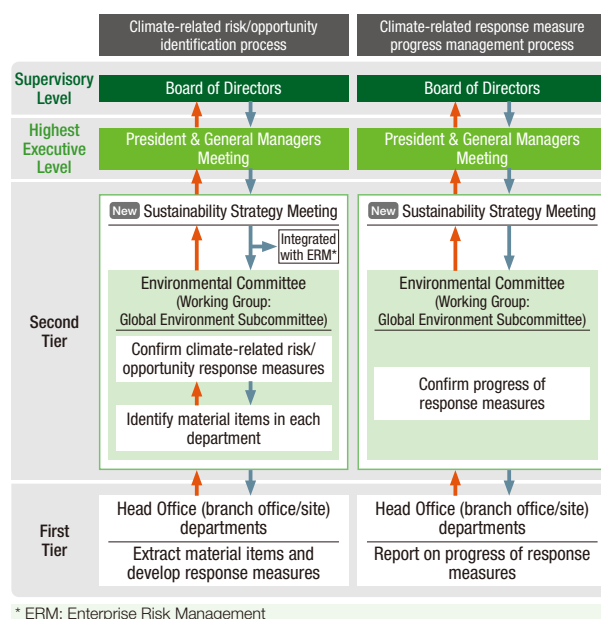 Climate-related risk/opportunity
identification process
Climate-related response measure
progress management process
Supervisory
Level
Board of Directors
Board of Directors
Highest
Executive
Level
President & General Managers
Meeting
President & General Managers
Meeting
Second
Tier
New Sustainability Strategy Meeting
Integrated
with ERM*
Environmental Committee
(Working Group:
Global Environment Subcommittee)
Confirm climate-related risk/
opportunity response measures
Identify material items in each
department
New Sustainability Strategy Meeting
Environmental Committee
(Working Group:
Global Environment Subcommittee)
Confirm progress of
response measures
First
Tier
Head Office (branch office/site)
departments
Extract material items and
develop response measures
Head Office (branch office/site)
departments
Report on progress of response
measures
* ERM: Enterprise Risk Management